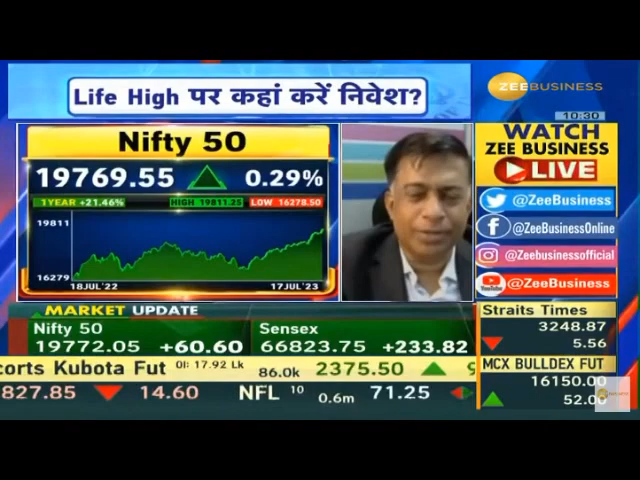 Life High पर कहां करें निवेश?
ZEEBUSINESS
10:30
Nifty 50
19769.55 0.29%
1YEAR +21.46% HIGH 19811.25 LOW 16278.50
19811
16279
18JUL'22 17JUL'23
WATCH
ZEE BUSINESS
LIVE
@ZeeBusiness
@ZeeBusinessOnline
@Zeebusinessofficial
YouTube
@ZeeBusiness
MARKET UPDATE
Nifty 50
19772.05 +60.60
Sensex
66823.75 +233.82
Straits Times
3248.87
5.56
MCX BULLDEX FUT
16150.00
52.00
corts Kubota Fut OI: 17.92 Lk 86.0k 2375.50
827.85 14.60 NFL 10 0.6m 71.25